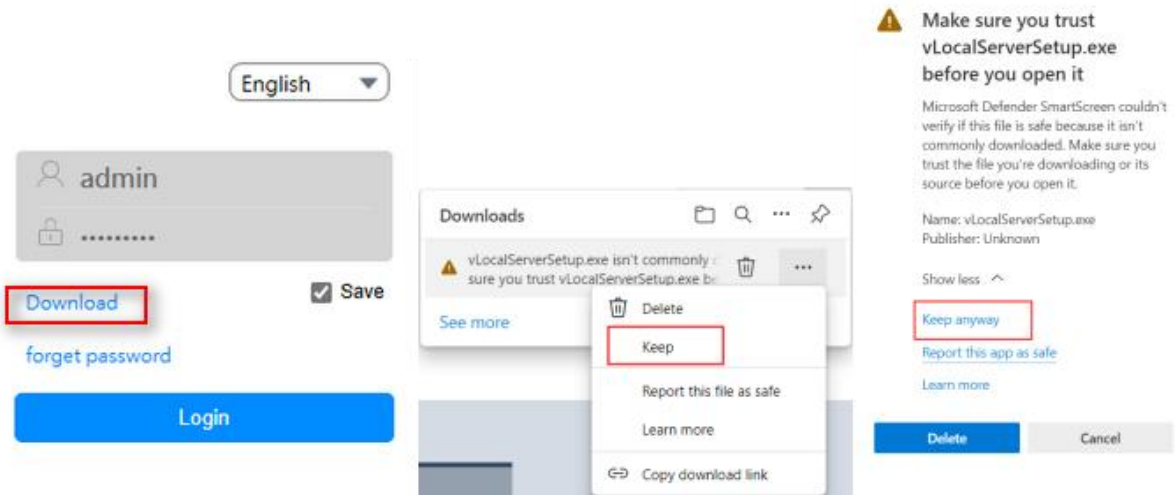 English
admin
•••••••••
Download
Save
forget password
Login
Downloads
vLocalServerSetup.exe isn't commonly
sure you trust vLocalServerSetup.exe
See more
Delete
Keep
Report this file as safe
Learn more
Copy download link
Make sure you trust
vLocalServerSetup.exe
before you open it
Microsoft Defender SmartScreen couldn't
verify if this file is safe because it isn't
commonly downloaded. Make sure you
trust the file you're downloading or its
source before you open it.
Name: vLocalServerSetup.exe
Publisher: Unknown
Show less
Keep anyway
Report this app as safe
Learn more
Delete
Cancel